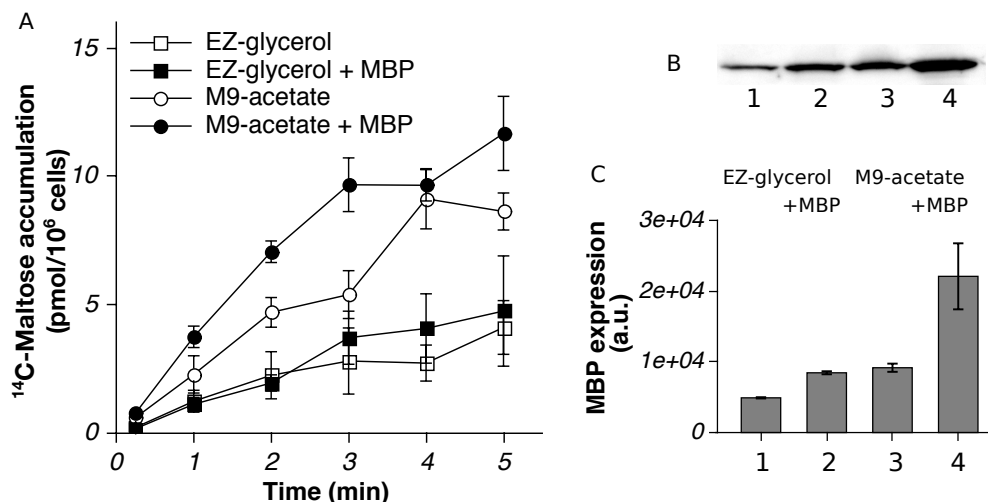 A
15
10
5
0
¹⁴C-Maltose accumulation
(pmol/10⁶ cells)
EZ-glycerol
EZ-glycerol + MBP
M9-acetate
M9-acetate + MBP
0 1 2 3 4 5
Time (min)
B
1 2 3 4
C
EZ-glycerol M9-acetate
+MBP +MBP
3e+04
2e+04
1e+04
0
MBP expression
(a.u.)
1 2 3 4